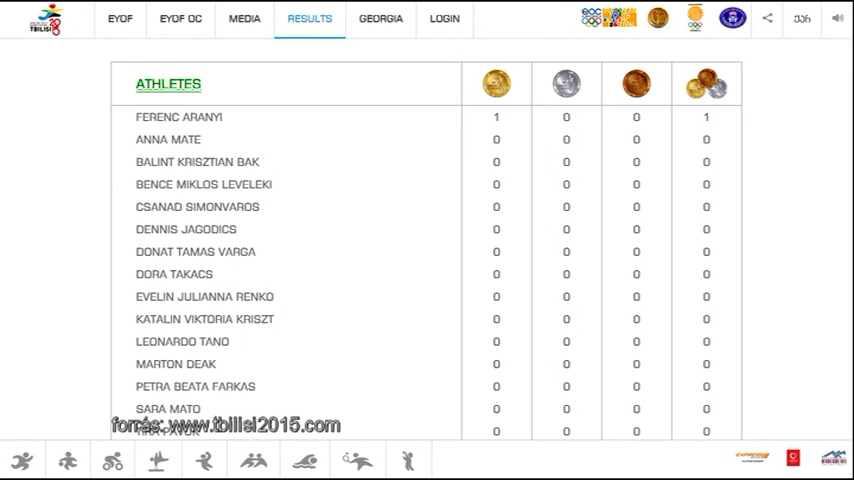 TBILISI
EYOF
EYOF OC
MEDIA
RESULTS
GEORGIA
LOGIN
eoc
ქარ
ATHLETES
FERENC ARANYI 1 0 0 1
ANNA MATE 0 0 0 0
BALINT KRISZTIAN BAK 0 0 0 0
BENCE MIKLOS LEVELEKI 0 0 0 0
CSANAD SIMONVAROS 0 0 0 0
DENNIS JAGODICS 0 0 0 0
DONAT TAMAS VARGA 0 0 0 0
DORA TAKACS 0 0 0 0
EVELIN JULIANNA RENKO 0 0 0 0
KATALIN VIKTORIA KRISZT 0 0 0 0
LEONARDO TANO 0 0 0 0
MARTON DEAK 0 0 0 0
PETRA BEATA FARKAS 0 0 0 0
SARA MATO 0 0 0 0
forrás: www.tbilisi2015.com
0 0 0 0